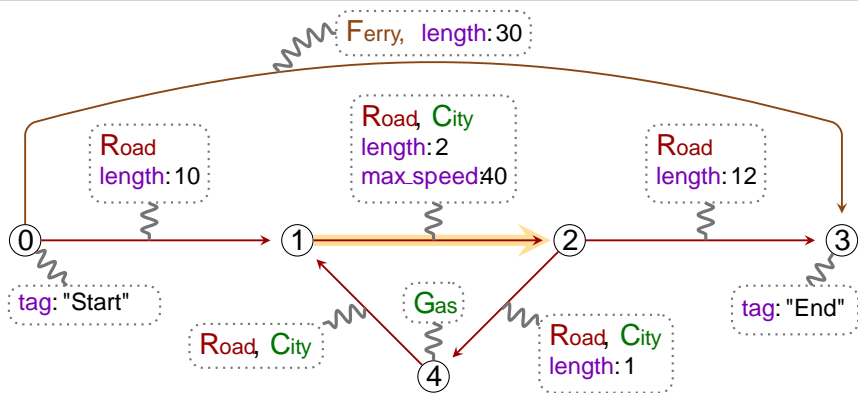 Ferry, length: 30
Road
length: 10
Road, City
length: 2
max_speed:40
Road
length: 12
0
1
2
3
tag: "Start"
Gas
tag: "End"
Road, City
Road, City
length: 1
4